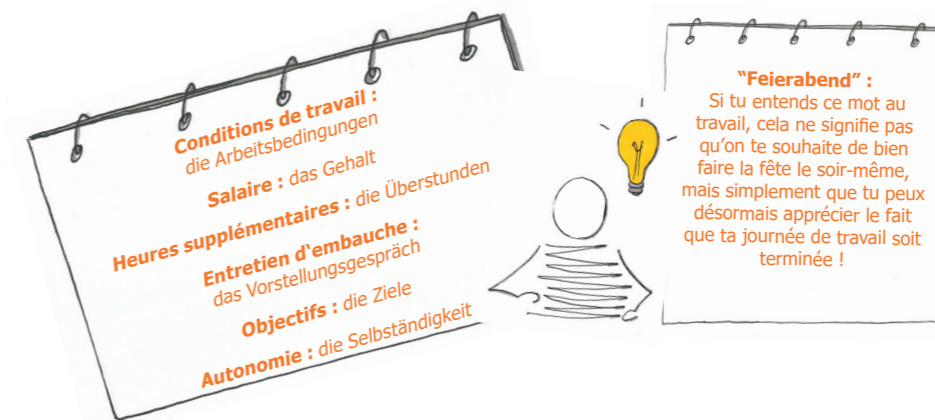 Conditions de travail :
die Arbeitsbedingungen
Salaire : das Gehalt
Heures supplémentaires : die Überstunden
Entretien d'embauche :
das Vorstellungsgespräch
Objectifs : die Ziele
Autonomie : die Selbständigkeit
"Feierabend" :
Si tu entends ce mot au
travail, cela ne signifie pas
qu'on te souhaite de bien
faire la fête le soir-même,
mais simplement que tu peux
désormais apprécier le fait
que ta journée de travail soit
terminée !